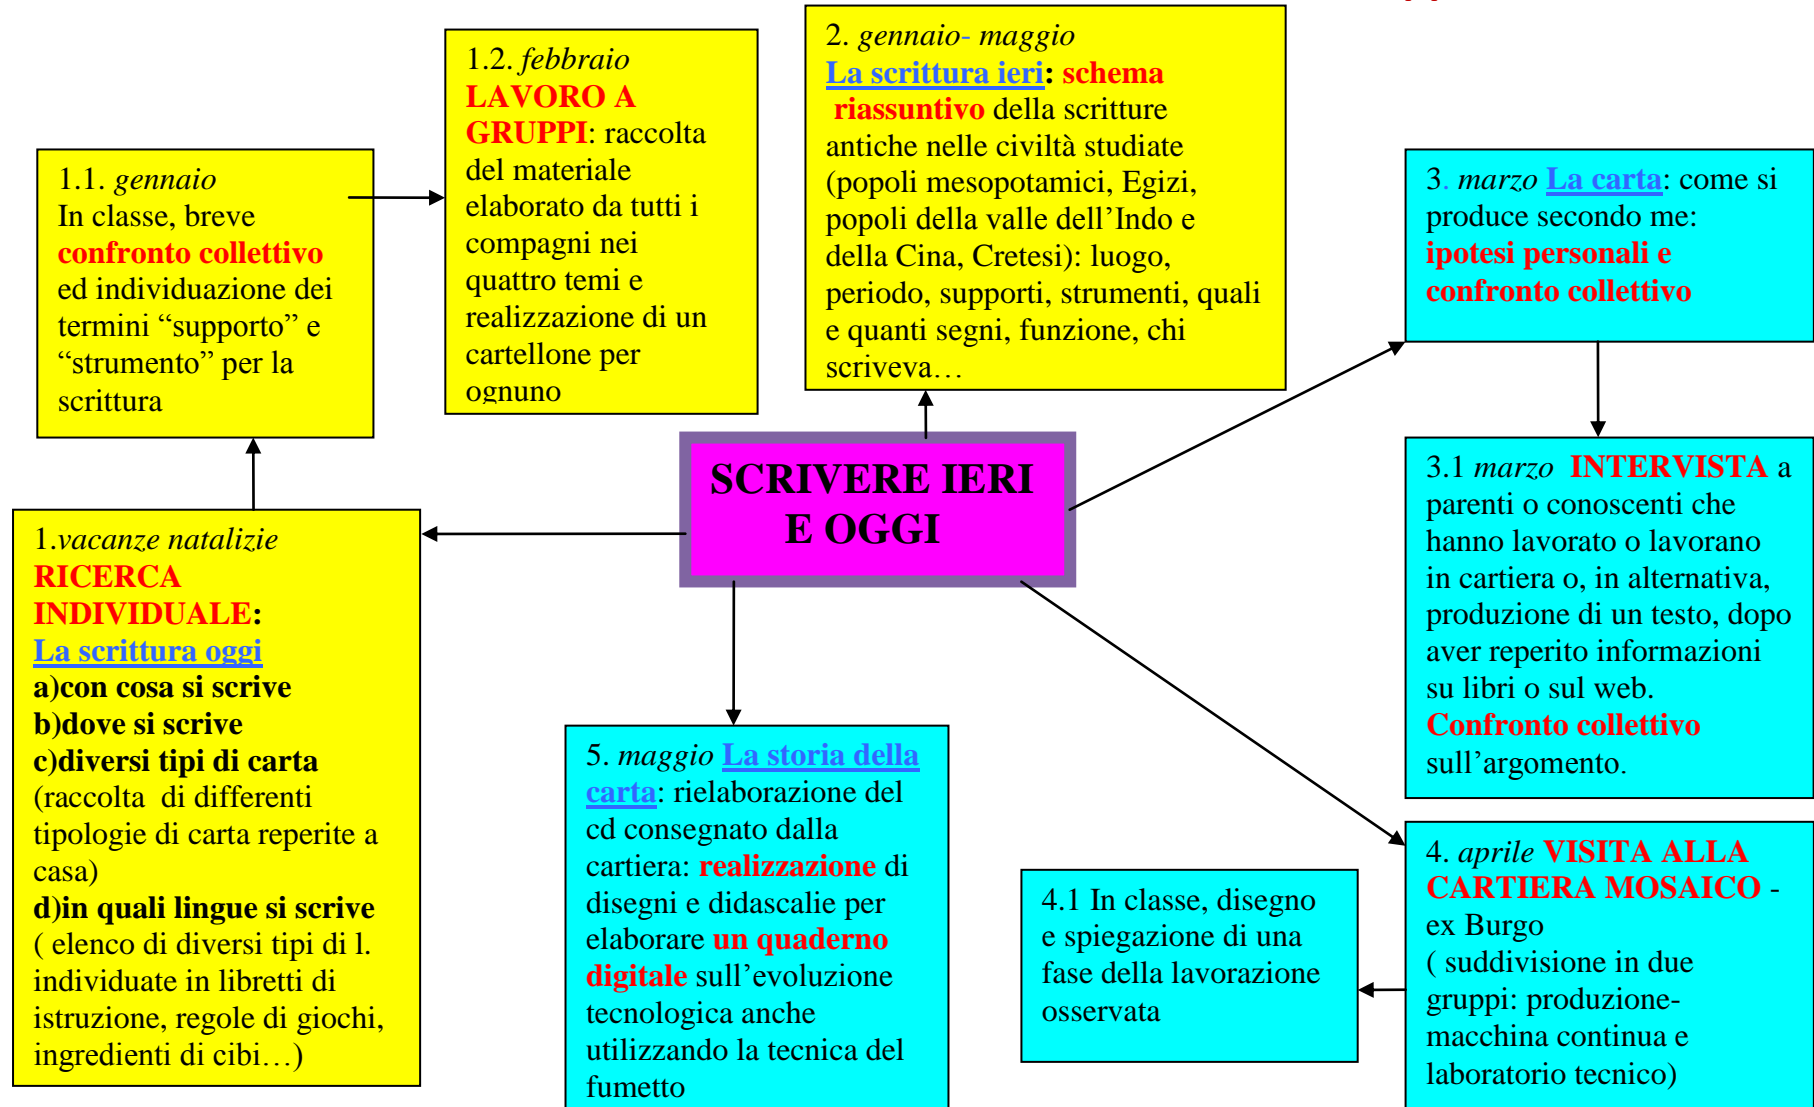 1.1. gennaio
In classe, breve
confronto collettivo
ed individuazione dei
termini “supporto” e
“strumento” per la
scrittura
1.2. febbraio
LAVORO A
GRUPPI: raccolta
del materiale
elaborato da tutti i
compagni nei
quattro temi e
realizzazione di un
cartellone per
ognuno
2. gennaio- maggio
La scrittura ieri: schema
riassuntivo della scritture
antiche nelle civiltà studiate
(popoli mesopotamici, Egizi,
popoli della valle dell’Indo e
della Cina, Cretesi): luogo,
periodo, supporti, strumenti, quali
e quanti segni, funzione, chi
scriveva…
3. marzo La carta: come si
produce secondo me:
ipotesi personali e
confronto collettivo
SCRIVERE IERI
E OGGI
3.1 marzo INTERVISTA a
parenti o conoscenti che
hanno lavorato o lavorano
in cartiera o, in alternativa,
produzione di un testo, dopo
aver reperito informazioni
su libri o sul web.
Confronto collettivo
sull’argomento.
1.vacanze natalizie
RICERCA
INDIVIDUALE:
La scrittura oggi
a)con cosa si scrive
b)dove si scrive
c)diversi tipi di carta
(raccolta di differenti
tipologie di carta reperite a
casa)
d)in quali lingue si scrive
( elenco di diversi tipi di l.
individuate in libretti di
istruzione, regole di giochi,
ingredienti di cibi…)
5. maggio La storia della
carta: rielaborazione del
cd consegnato dalla
cartiera: realizzazione di
disegni e didascalie per
elaborare un quaderno
digitale sull’evoluzione
tecnologica anche
utilizzando la tecnica del
fumetto
4.1 In classe, disegno
e spiegazione di una
fase della lavorazione
osservata
4. aprile VISITA ALLA
CARTIERA MOSAICO -
ex Burgo
( suddivisione in due
gruppi: produzione-
macchina continua e
laboratorio tecnico)